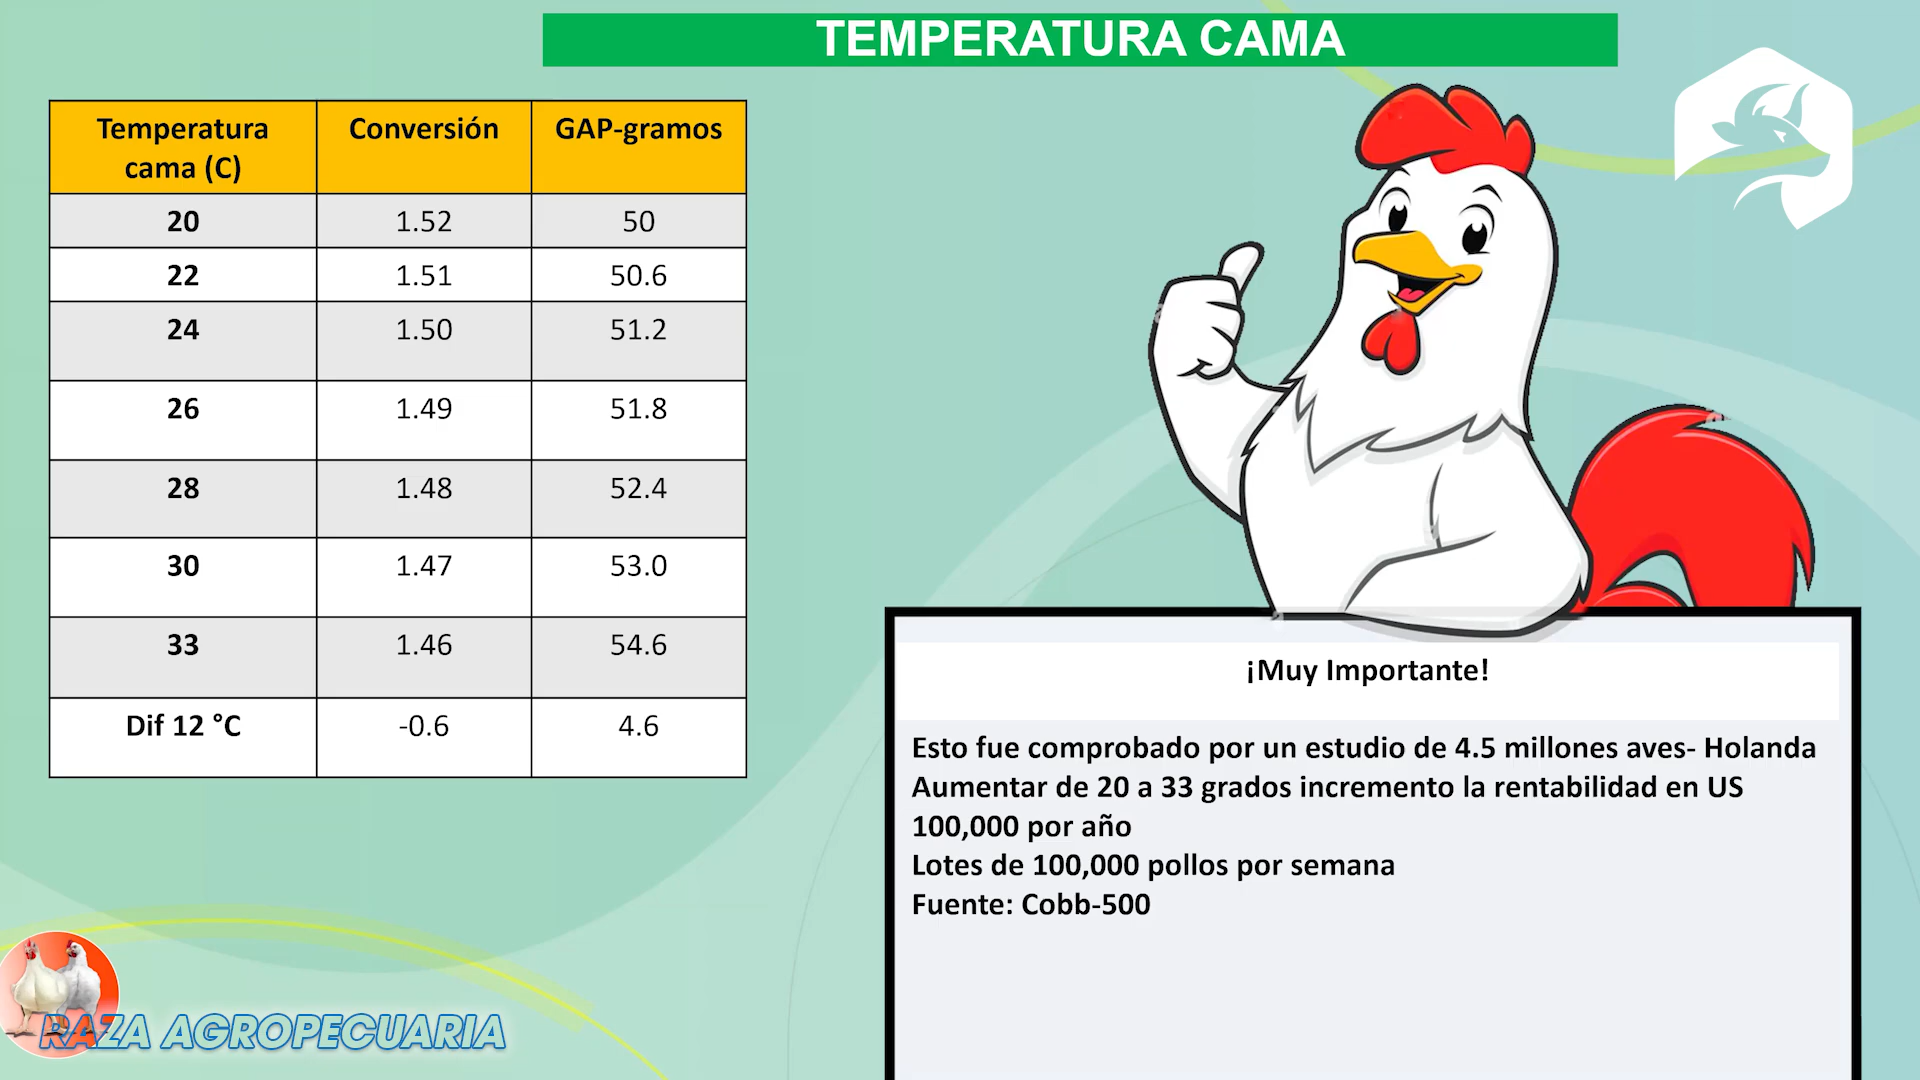 TEMPERATURA CAMA
Temperatura cama (C) Conversión GAP-gramos
20 1.52 50
22 1.51 50.6
24 1.50 51.2
26 1.49 51.8
28 1.48 52.4
30 1.47 53.0
33 1.46 54.6
Dif 12 °C -0.6 4.6
¡Muy Importante!
Esto fue comprobado por un estudio de 4.5 millones aves- Holanda
Aumentar de 20 a 33 grados incremento la rentabilidad en US
100,000 por año
Lotes de 100,000 pollos por semana
Fuente: Cobb-500
RAZA AGROPECUARIA